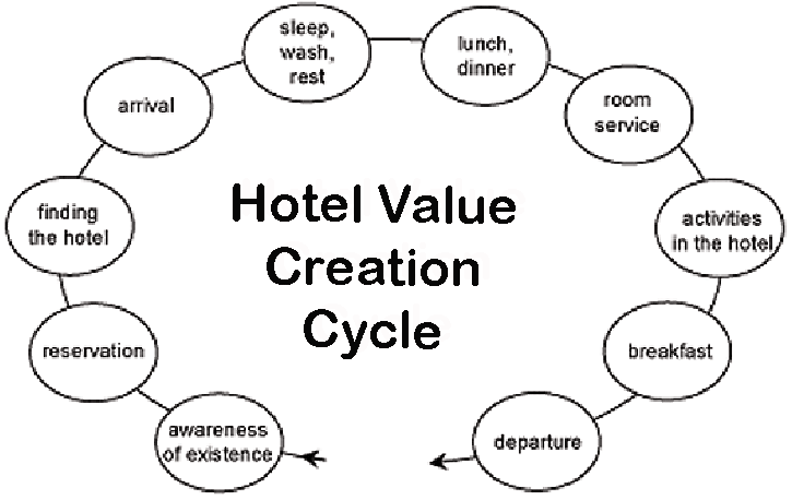 Hotel Value
Creation
Cycle
awareness
of existence
reservation
finding
the hotel
arrival
sleep,
wash,
rest
lunch,
dinner
room
service
activities
in the hotel
breakfast
departure